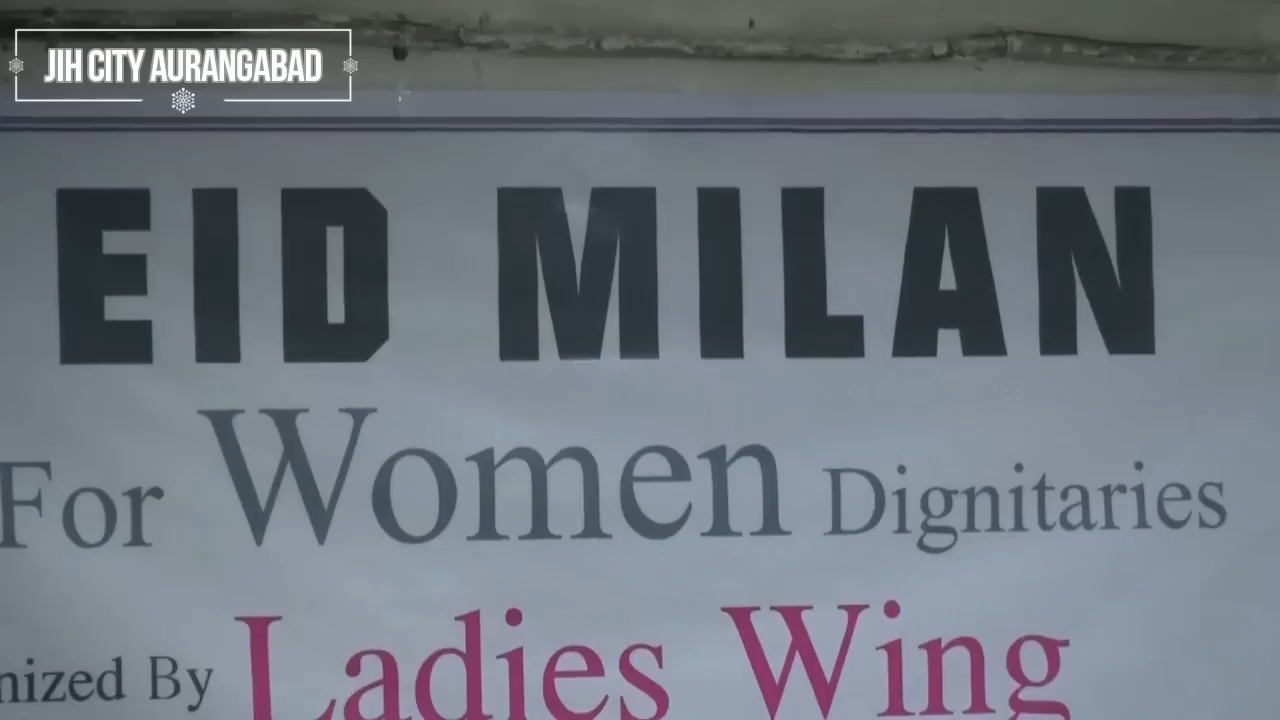 JIH CITY AURANGABAD
EID MILAN
For Women Dignitaries
nized By Ladies Wing